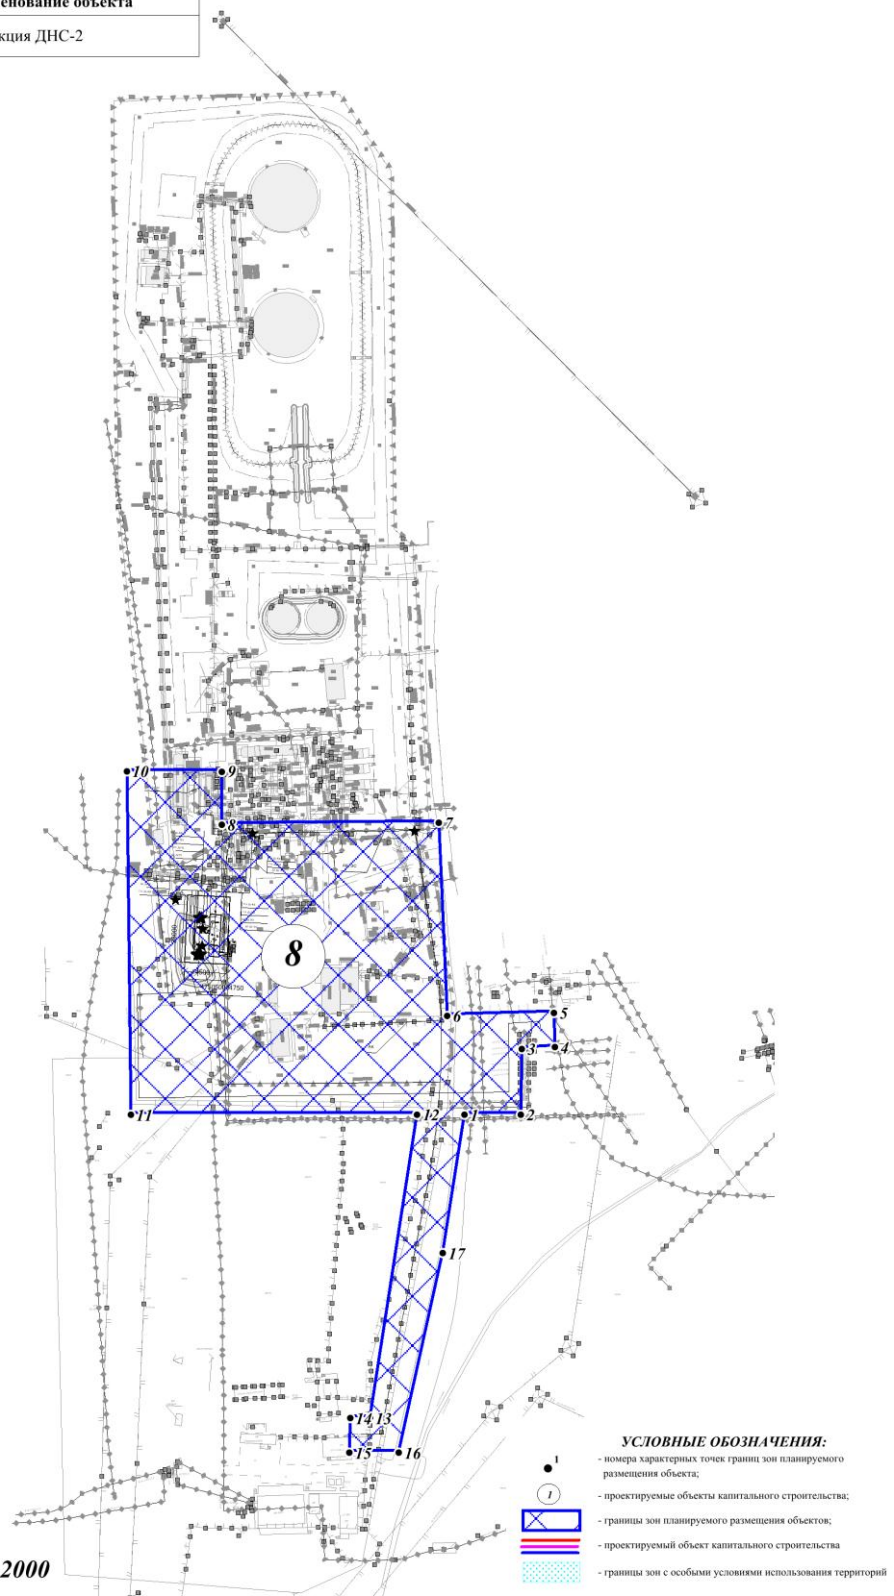 енование объекта
кция ДНС-2
10
9
8
7
8
6
5
3
4
11
12
1
2
17
14
13
15
16
УСЛОВНЫЕ ОБОЗНАЧЕНИЯ:
1
- номера характерных точек границ зон планируемого
размещения объекта;
1
- проектируемые объекты капитального строительства;
- границы зон планируемого размещения объектов;
- проектируемый объект капитального строительства
- границы зон с особыми условиями использования территорий
2000